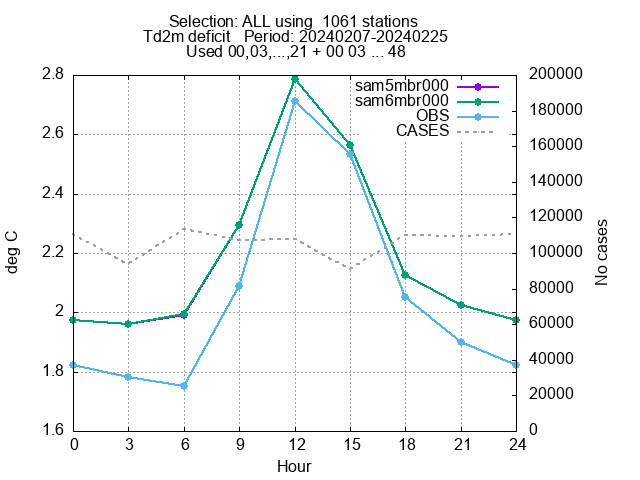 Selection: ALL using  1061 stations
Td2m deficit   Period: 20240207-20240225
Used 00,03,...,21 + 00 03 ... 48
sam5mbr000
sam6mbr000
OBS
CASES
2.8
2.6
2.4
2.2
2
1.8
1.6
deg C
200000
180000
160000
140000
120000
100000
80000
60000
40000
20000
0
No cases
0 3 6 9 12 15 18 21 24
Hour